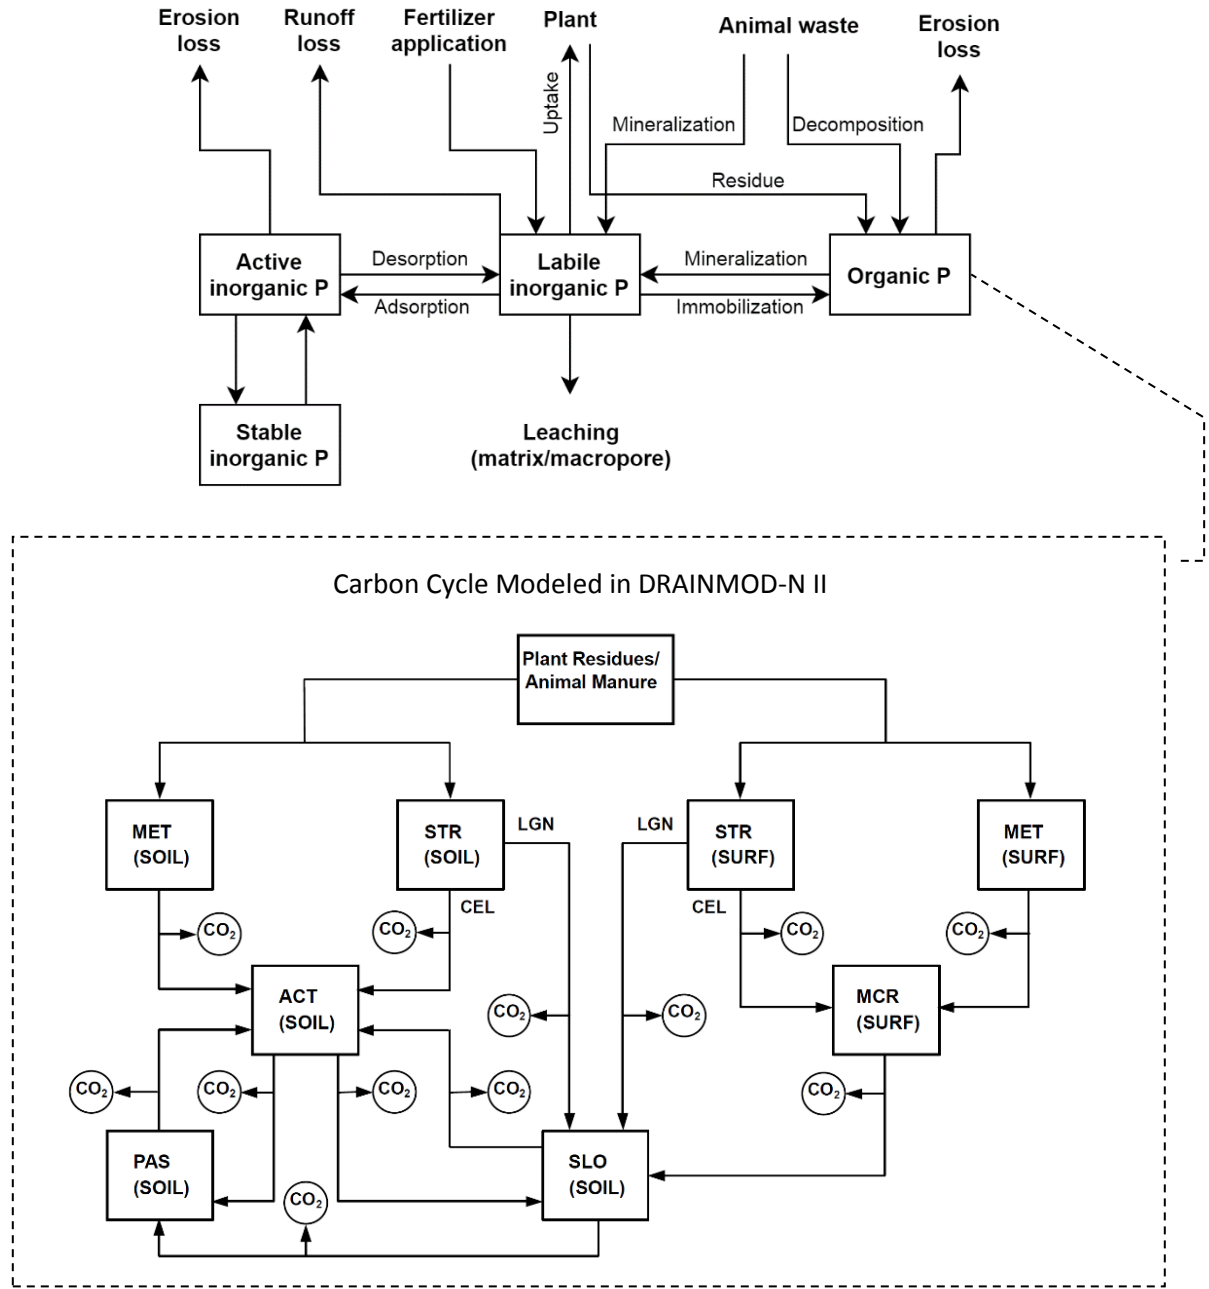 Erosion
loss
Runoff
loss
Fertilizer
application
Plant
Animal waste
Erosion
loss
Uptake
Mineralization
Decomposition
Residue
Active
inorganic P
Desorption
Adsorption
Labile
inorganic P
Mineralization
Immobilization
Organic P
Stable
inorganic P
Leaching
(matrix/macropore)
Carbon Cycle Modeled in DRAINMOD-N II
Plant Residues/
Animal Manure
MET
(SOIL)
STR
(SOIL)
LGN
LGN
STR
(SURF)
MET
(SURF)
CEL
CEL
CO₂
CO₂
CO₂
CO₂
ACT
(SOIL)
CO₂
CO₂
MCR
(SURF)
CO₂
CO₂
CO₂
CO₂
CO₂
PAS
(SOIL)
CO₂
SLO
(SOIL)